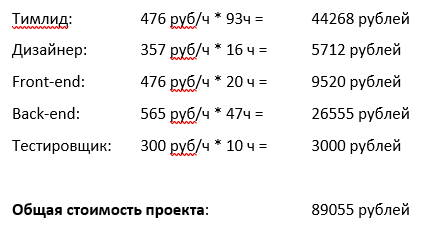 Тимлид: 476 руб/ч * 93ч = 44268 рублей
Дизайнер: 357 руб/ч * 16 ч = 5712 рублей
Front-end: 476 руб/ч * 20 ч = 9520 рублей
Back-end: 565 руб/ч * 47ч = 26555 рублей
Тестировщик: 300 руб/ч * 10 ч = 3000 рублей
Общая стоимость проекта: 89055 рублей